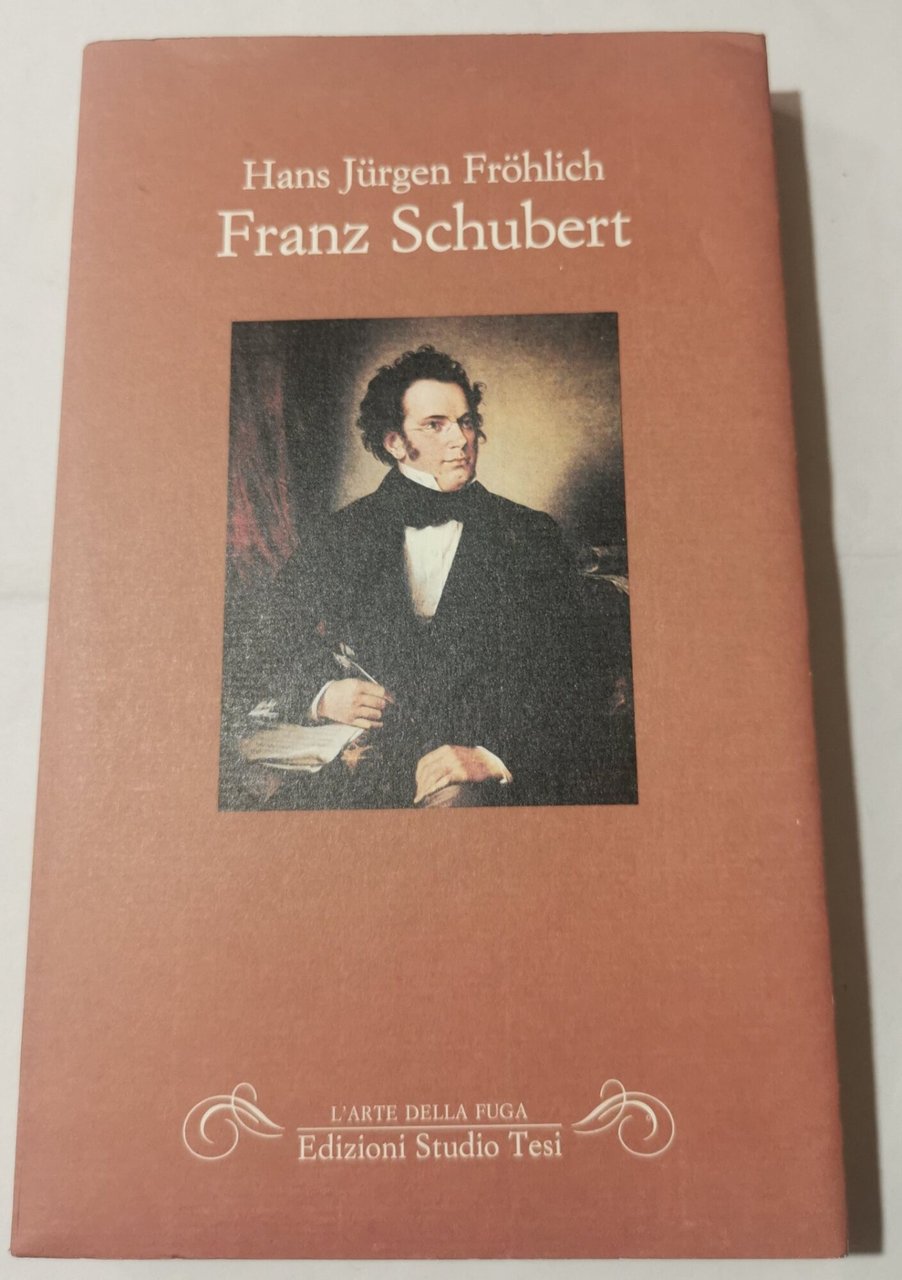 Hans Jürgen Fröhlich
Franz Schubert
L'ARTE DELLA FUGA
Edizioni Studio Tesi